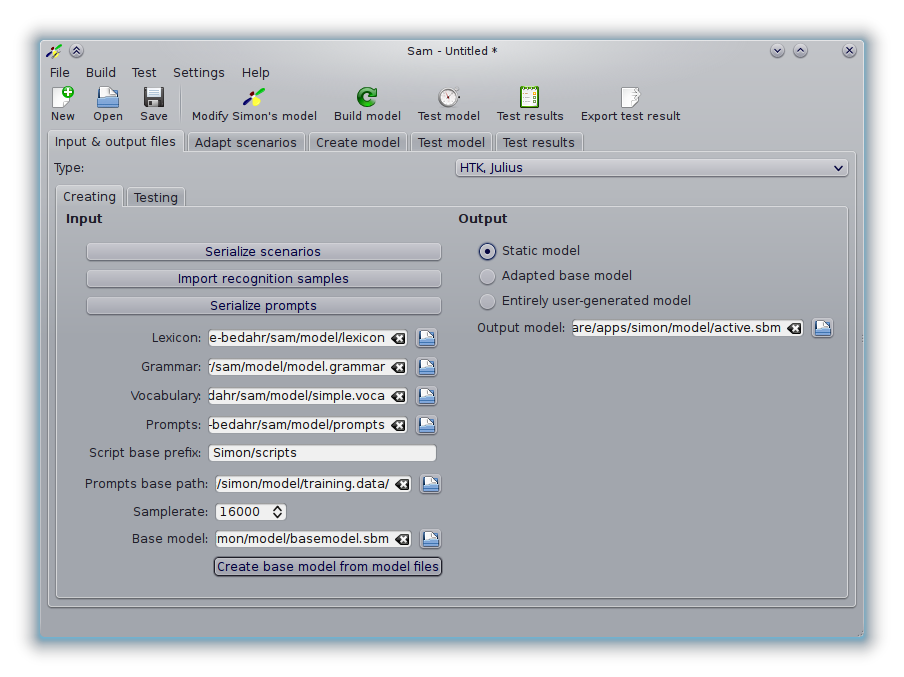 Sam - Untitled *
File Build Test Settings Help
New Open Save Modify Simon's model Build model Test model Test results Export test result
Input & output files Adapt scenarios Create model Test model Test results
Type: HTK, Julius
Creating Testing
Input Output
Serialize scenarios Static model
Import recognition samples Adapted base model
Serialize prompts Entirely user-generated model
Lexicon: e-bedahr/sam/model/lexicon Output model: are/apps/simon/model/active.sbm
Grammar: r/sam/model/model.grammar
Vocabulary: dahr/sam/model/simple.voca
Prompts: -bedahr/sam/model/prompts
Script base prefix: Simon/scripts
Prompts base path: /simon/model/training.data/
Samplerate: 16000
Base model: mon/model/basemodel.sbm
Create base model from model files